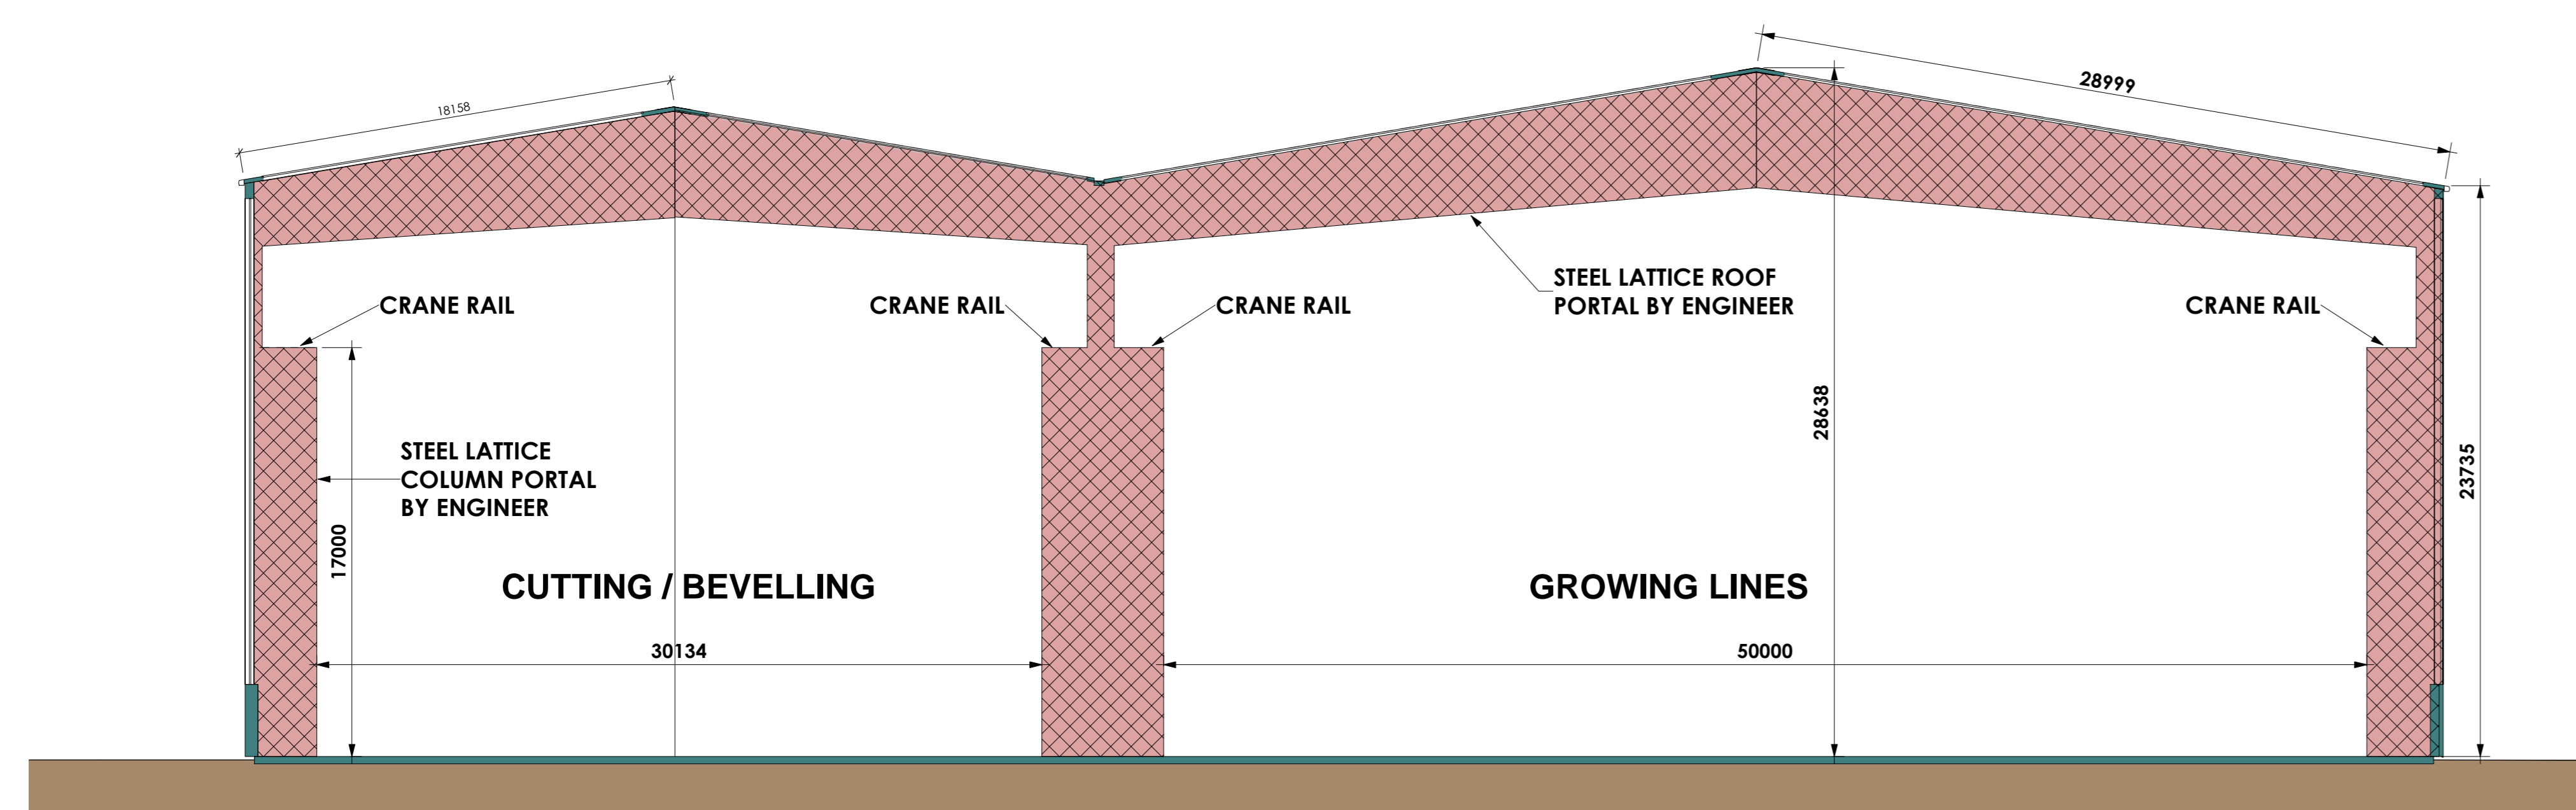 28999
18158
CRANE RAIL
CRANE RAIL
CRANE RAIL
STEEL LATTICE ROOF
PORTAL BY ENGINEER
CRANE RAIL
28638
23735
STEEL LATTICE
COLUMN PORTAL
BY ENGINEER
17000
CUTTING / BEVELLING
GROWING LINES
30134
50000